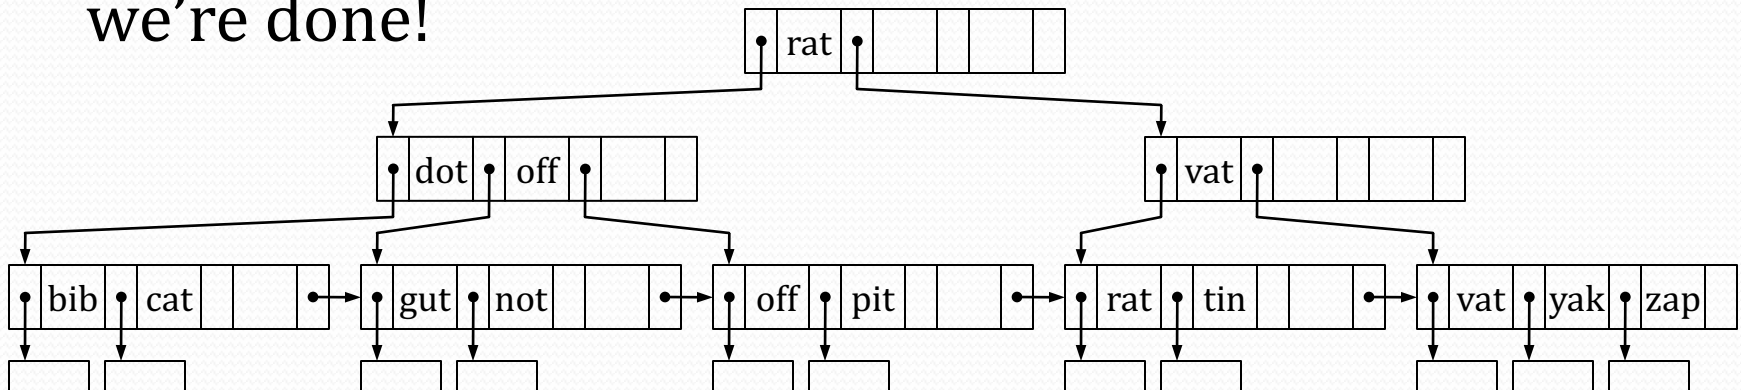 we're done!
rat
dot off
vat
bib cat
gut not
off pit
rat tin
vat yak zap